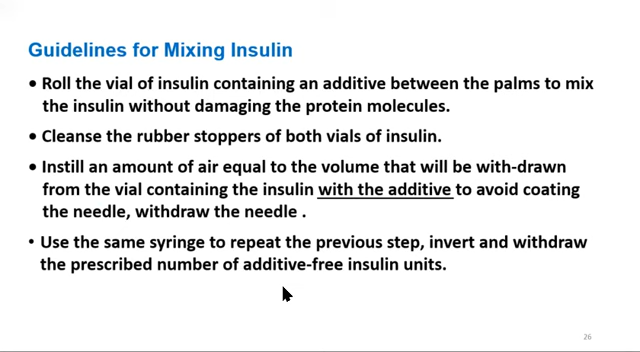 Guidelines for Mixing Insulin
• Roll the vial of insulin containing an additive between the palms to mix
the insulin without damaging the protein molecules.
• Cleanse the rubber stoppers of both vials of insulin.
• Instill an amount of air equal to the volume that will be with-drawn
from the vial containing the insulin with the additive to avoid coating
the needle, withdraw the needle .
• Use the same syringe to repeat the previous step, invert and withdraw
the prescribed number of additive-free insulin units.
26